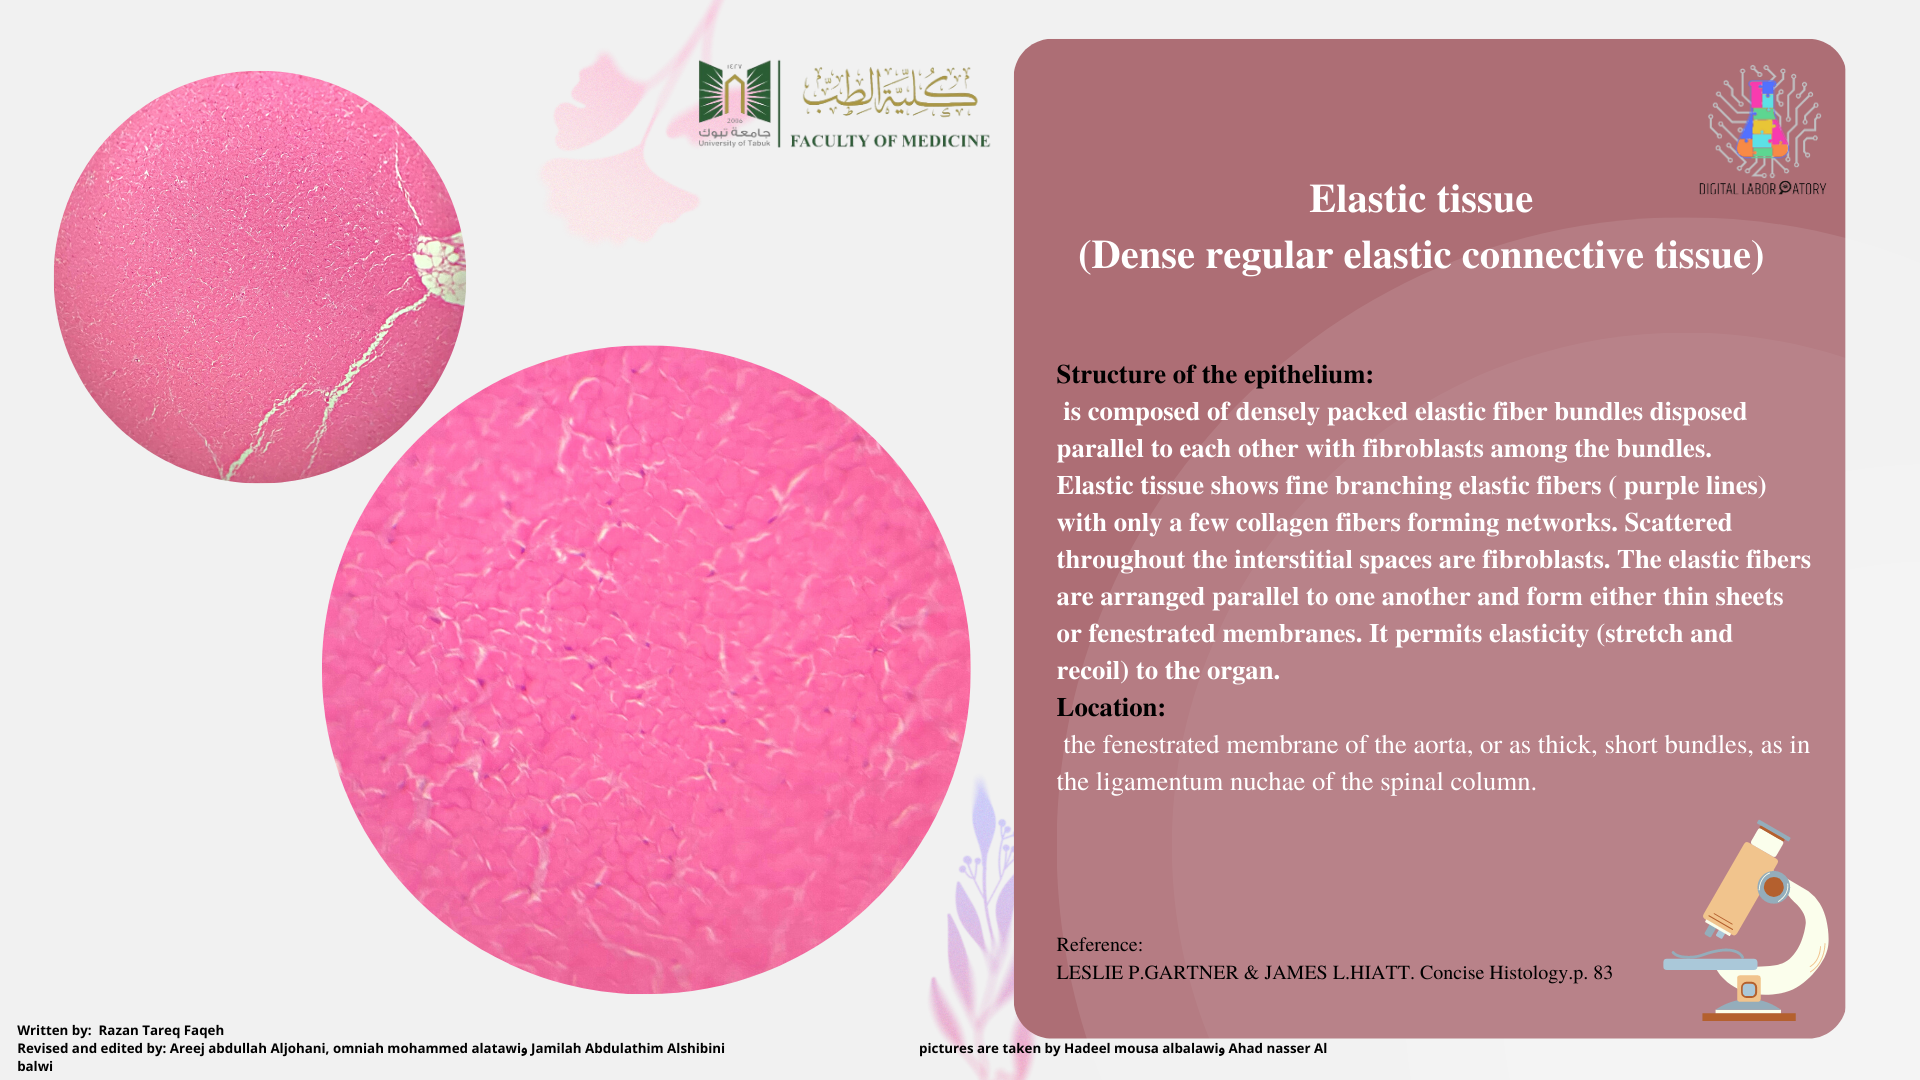 ١٤٢٧
2006
جامعة تبوك
University of Tabuk
كلية الطب
FACULTY OF MEDICINE
DIGITAL LABORATORY
Elastic tissue
(Dense regular elastic connective tissue)
Structure of the epithelium:
is composed of densely packed elastic fiber bundles disposed
parallel to each other with fibroblasts among the bundles.
Elastic tissue shows fine branching elastic fibers ( purple lines)
with only a few collagen fibers forming networks. Scattered
throughout the interstitial spaces are fibroblasts. The elastic fibers
are arranged parallel to one another and form either thin sheets
or fenestrated membranes. It permits elasticity (stretch and
recoil) to the organ.
Location:
the fenestrated membrane of the aorta, or as thick, short bundles, as in
the ligamentum nuchae of the spinal column.
Reference:
LESLIE P.GARTNER & JAMES L.HIATT. Concise Histology.p. 83
Written by: Razan Tareq Faqeh
Revised and edited by: Areej abdullah Aljohani, omniah mohammed alatawiو Jamilah Abdulathim Alshibini pictures are taken by Hadeel mousa albalawiو Ahad nasser Al
balwi